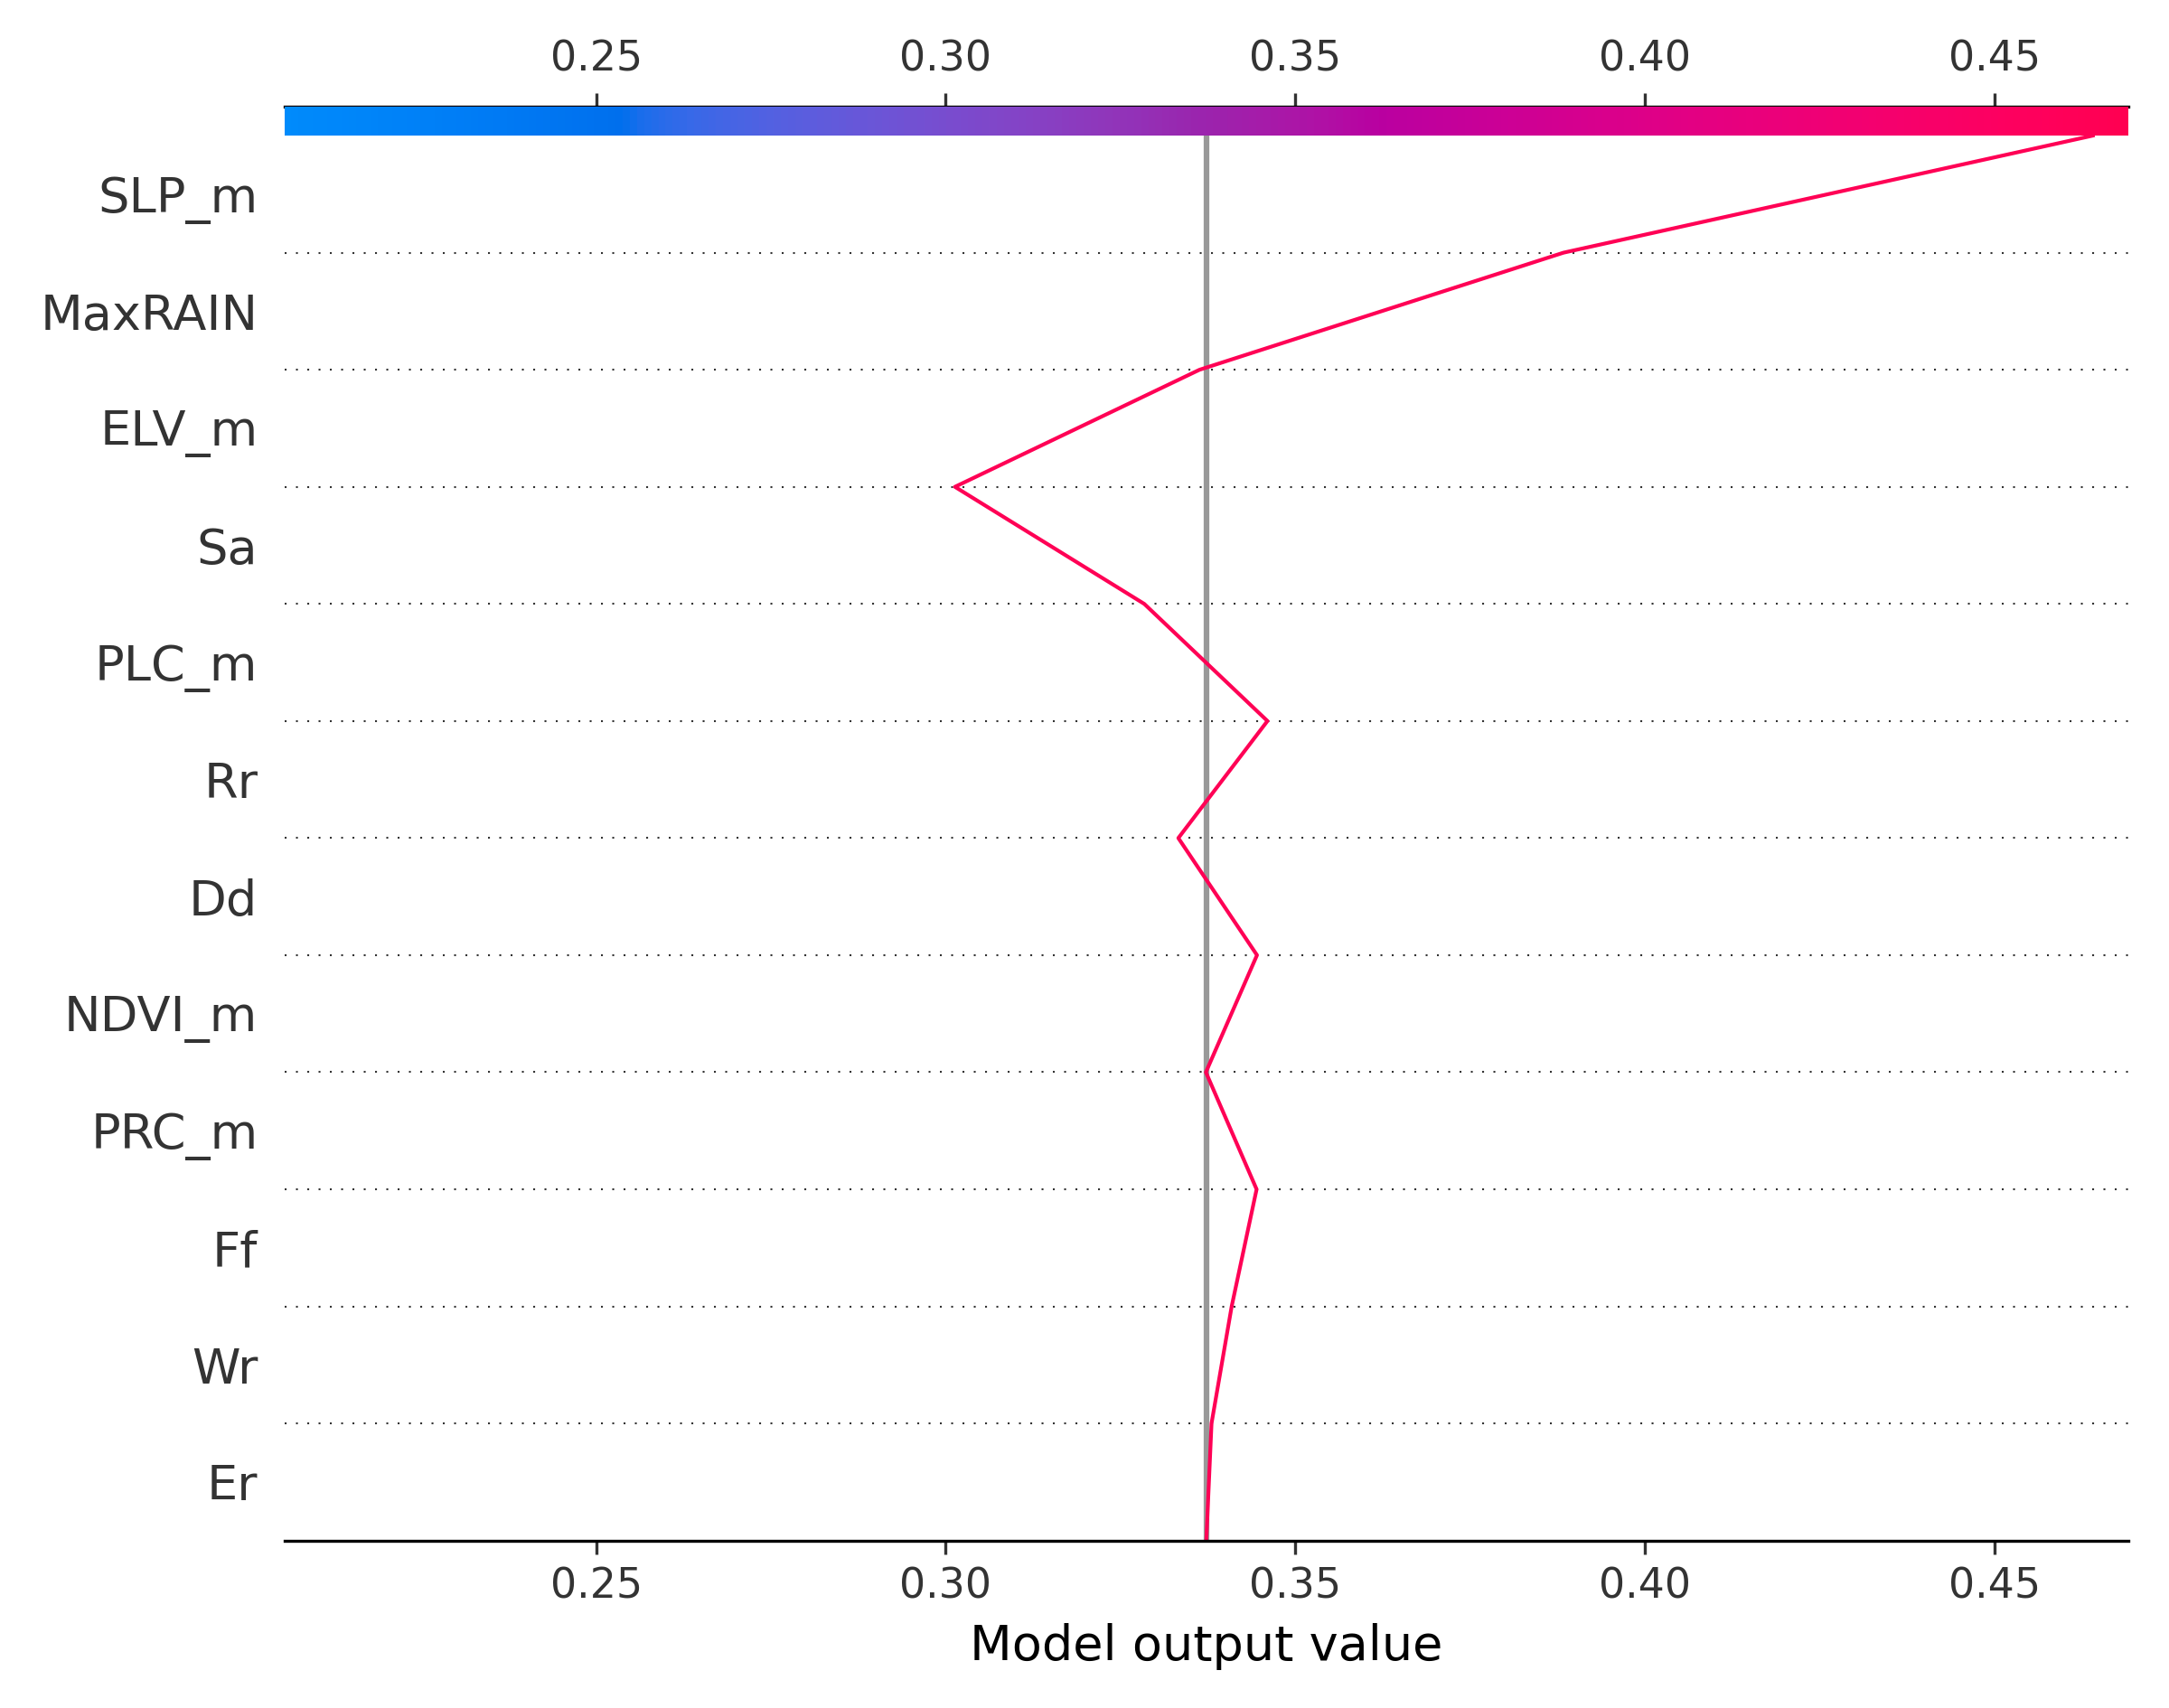 0.25 0.30 0.35 0.40 0.45
SLP_m
MaxRAIN
ELV_m
Sa
PLC_m
Rr
Dd
NDVI_m
PRC_m
Ff
Wr
Er
0.25 0.30 0.35 0.40 0.45
Model output value